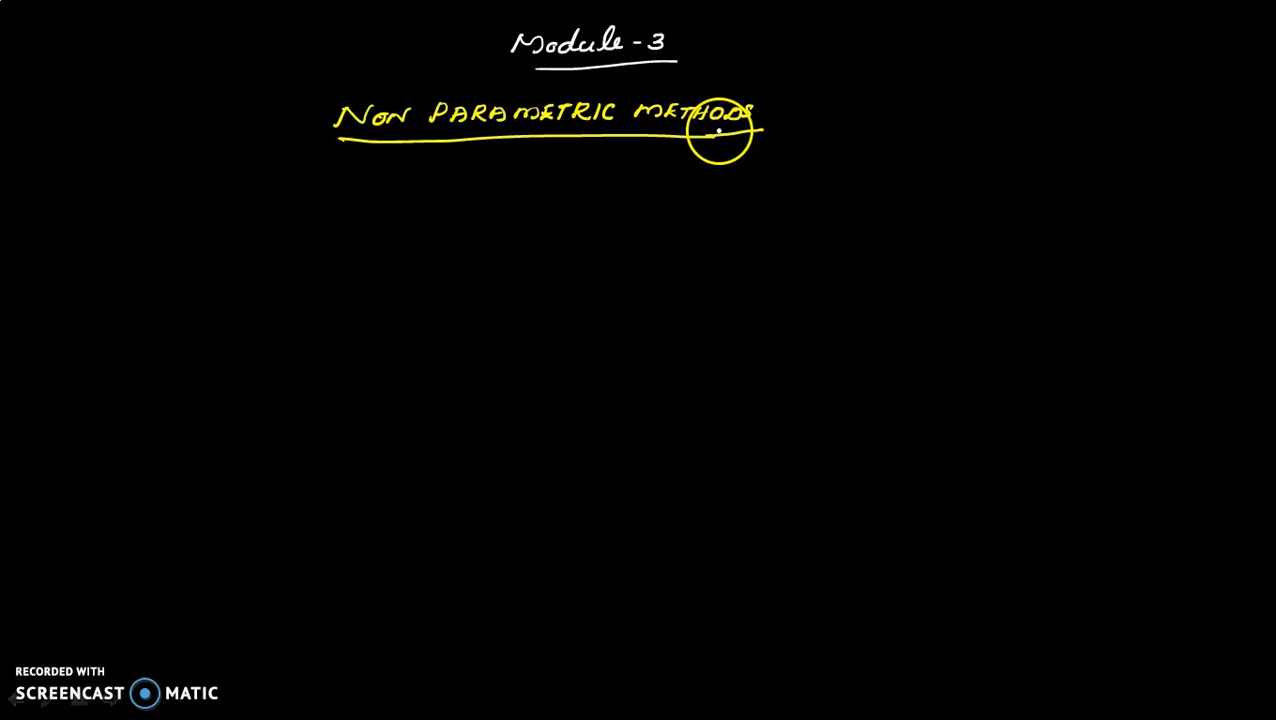 Module - 3
NON PARAMETRIC METHODS
RECORDED WITH
SCREENCAST MATIC